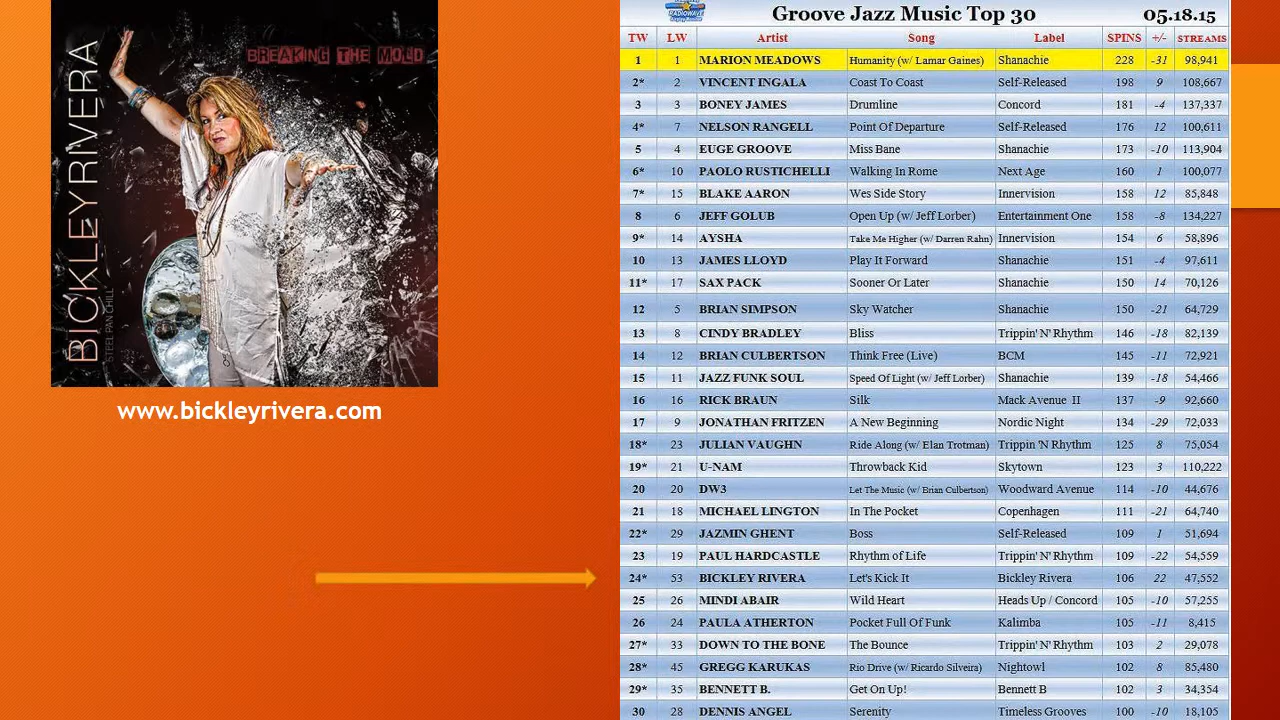 BREAKING THE MOLD
BICKLEY RIVERA
STEEL PAN CHILL
www.bickleyrivera.com
RADIOWAVE
Groove Jazz Music Top 30 05.18.15
TW LW Artist Song Label SPINS +/- STREAMS
1 1 MARION MEADOWS Humanity (w/ Lamar Gaines) Shanachie 228 -31 98,941
2* 2 VINCENT INGALA Coast To Coast Self-Released 198 9 108,667
3 3 BONEY JAMES Drumline Concord 181 -4 137,337
4* 7 NELSON RANGELL Point Of Departure Self-Released 176 12 100,611
5 4 EUGE GROOVE Miss Bane Shanachie 173 -10 113,904
6* 10 PAOLO RUSTICHELLI Walking In Rome Next Age 160 1 100,077
7* 15 BLAKE AARON Wes Side Story Innervision 158 12 85,848
8 6 JEFF GOLUB Open Up (w/ Jeff Lorber) Entertainment One 158 -8 134,227
9* 14 AYSHA Take Me Higher (w/ Darren Rahn) Innervision 154 6 58,896
10 13 JAMES LLOYD Play It Forward Shanachie 151 -4 97,611
11* 17 SAX PACK Sooner Or Later Shanachie 150 14 70,126
12 5 BRIAN SIMPSON Sky Watcher Shanachie 150 -21 64,729
13 8 CINDY BRADLEY Bliss Trippin' N' Rhythm 146 -18 82,139
14 12 BRIAN CULBERTSON Think Free (Live) BCM 145 -11 72,921
15 11 JAZZ FUNK SOUL Speed Of Light (w/ Jeff Lorber) Shanachie 139 -18 54,466
16 16 RICK BRAUN Silk Mack Avenue II 137 -9 92,660
17 9 JONATHAN FRITZEN A New Beginning Nordic Night 134 -29 72,033
18* 23 JULIAN VAUGHN Ride Along (w/ Elan Trotman) Trippin 'N Rhythm 125 8 75,054
19* 21 U-NAM Throwback Kid Skytown 123 3 110,222
20 20 DW3 Let The Music (w/ Brian Culbertson) Woodward Avenue 114 -10 44,676
21 18 MICHAEL LINGTON In The Pocket Copenhagen 111 -21 64,740
22* 29 JAZMIN GHENT Boss Self-Released 109 1 51,694
23 19 PAUL HARDCASTLE Rhythm of Life Trippin' N' Rhythm 109 -22 54,559
24* 53 BICKLEY RIVERA Let's Kick It Bickley Rivera 106 22 47,552
25 26 MINDI ABAIR Wild Heart Heads Up / Concord 105 -10 57,255
26 24 PAULA ATHERTON Pocket Full Of Funk Kalimba 105 -11 8,415
27* 33 DOWN TO THE BONE The Bounce Trippin' N' Rhythm 103 2 29,078
28* 45 GREGG KARUKAS Rio Drive (w/ Ricardo Silveira) Nightowl 102 8 85,480
29* 35 BENNETT B. Get On Up! Bennett B 102 3 34,354
30 28 DENNIS ANGEL Serenity Timeless Grooves 100 -10 18,105